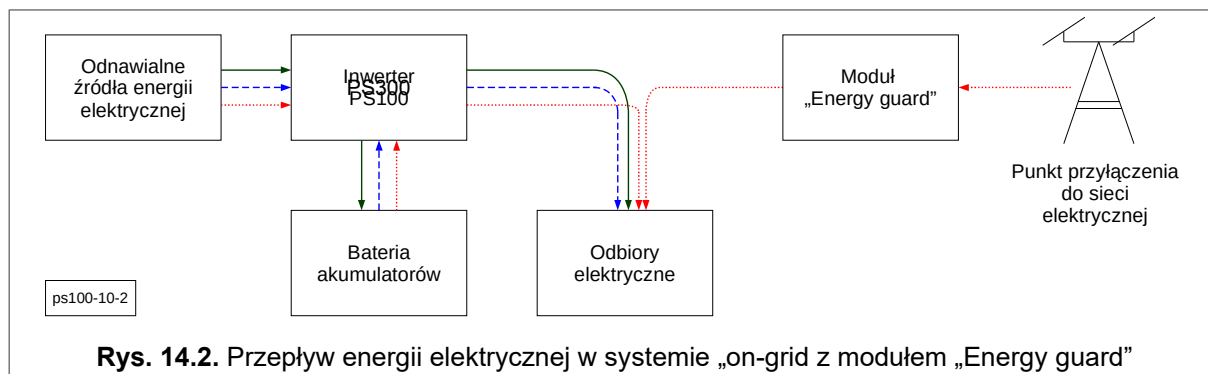 Odnawialne
źródła energii
elektrycznej
Inwerter
PS300
PS100
Moduł
„Energy guard”
Punkt przyłączenia
do sieci
elektrycznej
Bateria
akumulatorów
Odbiory
elektryczne
ps100-10-2
Rys. 14.2. Przepływ energii elektrycznej w systemie „on-grid z modułem „Energy guard”